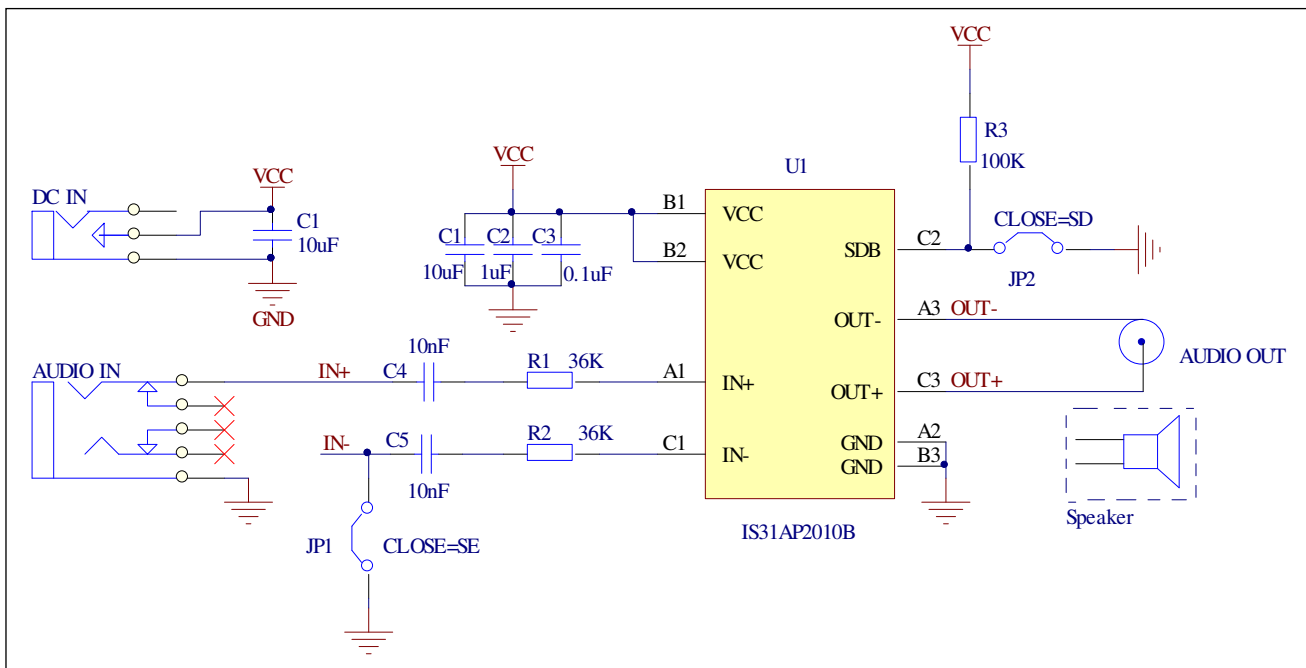 VCC
R3
100K
U1
VCC
VCC
DC IN
C1
10uF
GND
C1
C2
C3
10uF
1uF
0.1uF
B1
VCC
B2
VCC
SDB
C2
CLOSE=SD
JP2
OUT-
A3
OUT-
AUDIO OUT
OUT+
C3
OUT+
AUDIO IN
IN+
C4
10nF
R1
36K
A1
IN+
IN-
C5
10nF
R2
36K
C1
IN-
GND
A2
GND
B3
JP1
CLOSE=SE
IS31AP2010B
Speaker